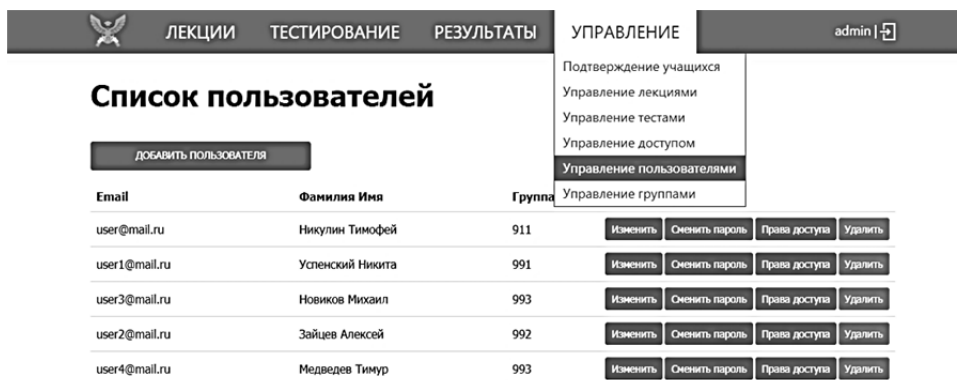 ЛЕКЦИИ ТЕСТИРОВАНИЕ РЕЗУЛЬТАТЫ УПРАВЛЕНИЕ admin |
Подтверждение учащихся
Управление лекциями
Управление тестами
Управление доступом
Управление пользователями
Управление группами
Список пользователей
ДОБАВИТЬ ПОЛЬЗОВАТЕЛЯ
Email Фамилия Имя Группа
user@mail.ru Никулин Тимофей 911 Изменить Сменить пароль Права доступа Удалить
user1@mail.ru Успенский Никита 991 Изменить Сменить пароль Права доступа Удалить
user3@mail.ru Новиков Михаил 993 Изменить Сменить пароль Права доступа Удалить
user2@mail.ru Зайцев Алексей 992 Изменить Сменить пароль Права доступа Удалить
user4@mail.ru Медведев Тимур 993 Изменить Сменить пароль Права доступа Удалить